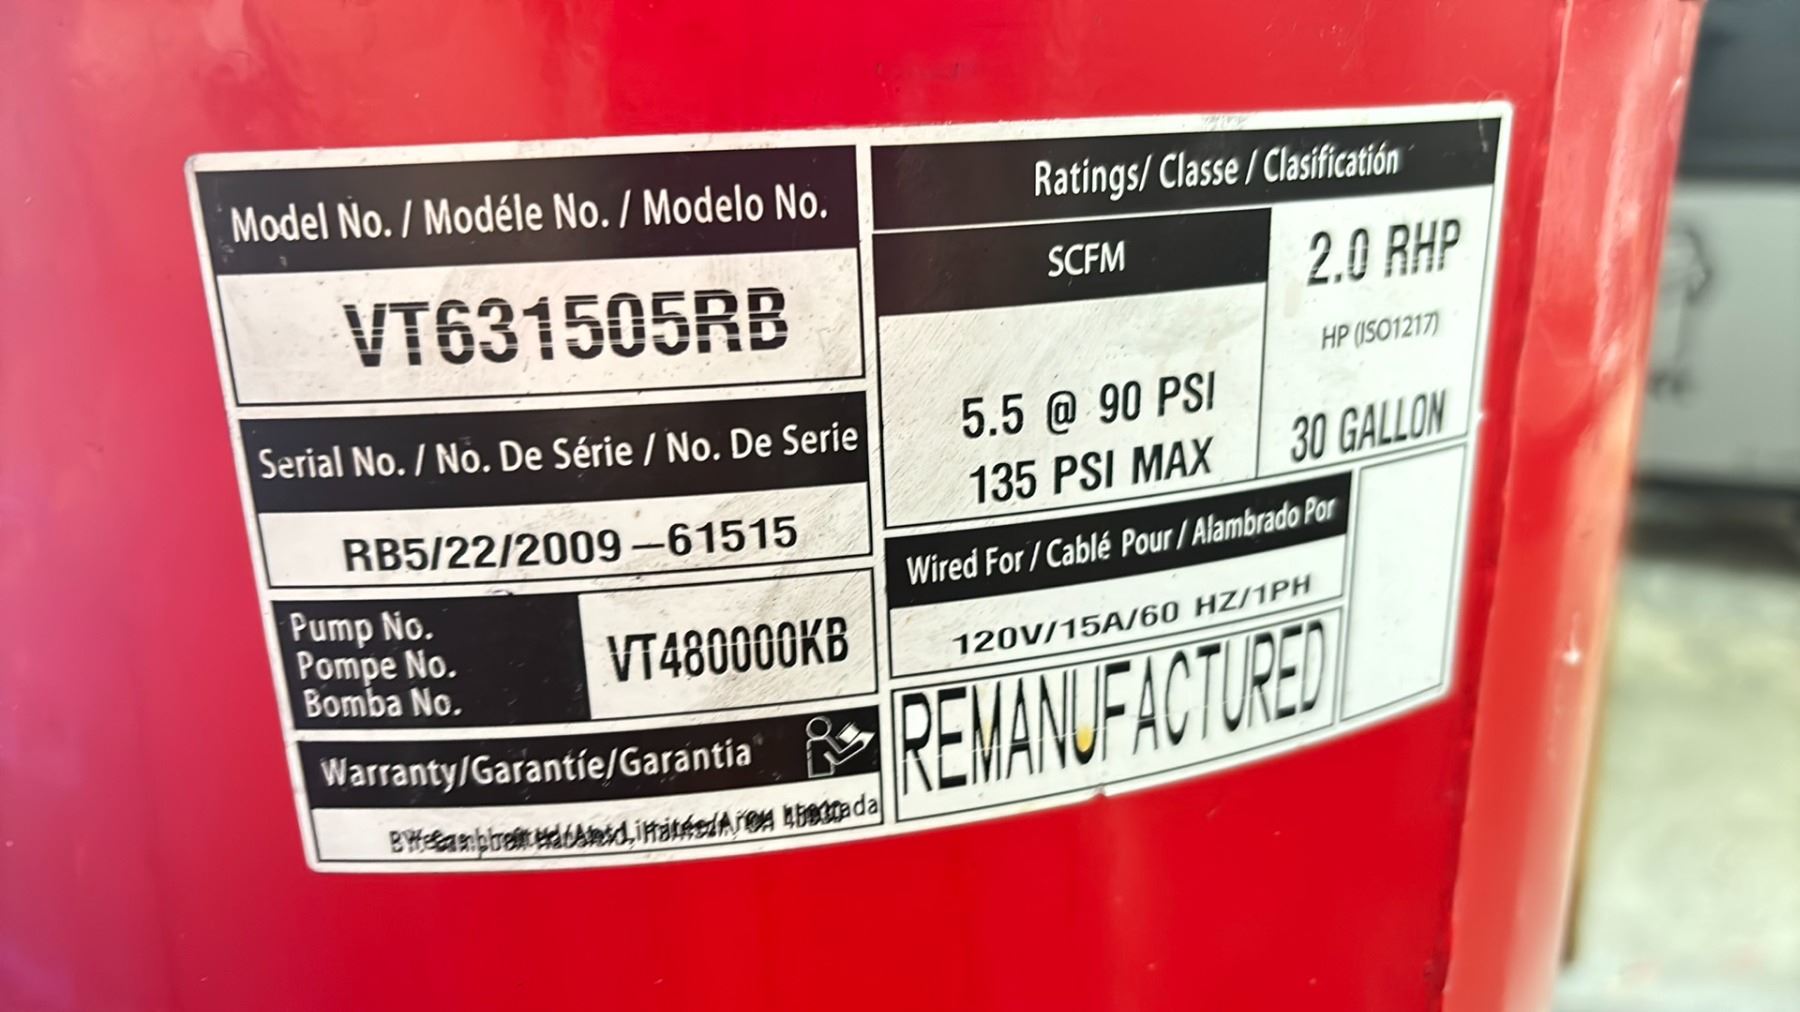 Model No. / Modéle No. / Modelo No.
VT631505RB
Serial No. / No. De Série / No. De Serie
RB5/22/2009 –61515
Pump No.
Pompe No.
Bomba No.
VT480000KB
Warranty/Garantíe/Garantia
Ratings/ Classe / Clasificatión
SCFM
5.5 @ 90 PSI
135 PSI MAX
2.0 RHP
HP (ISO1217)
30 GALLON
Wired For / Cablé Pour / Alambrado Por
120V/15A/60 HZ/1PH
REMANUFACTURED